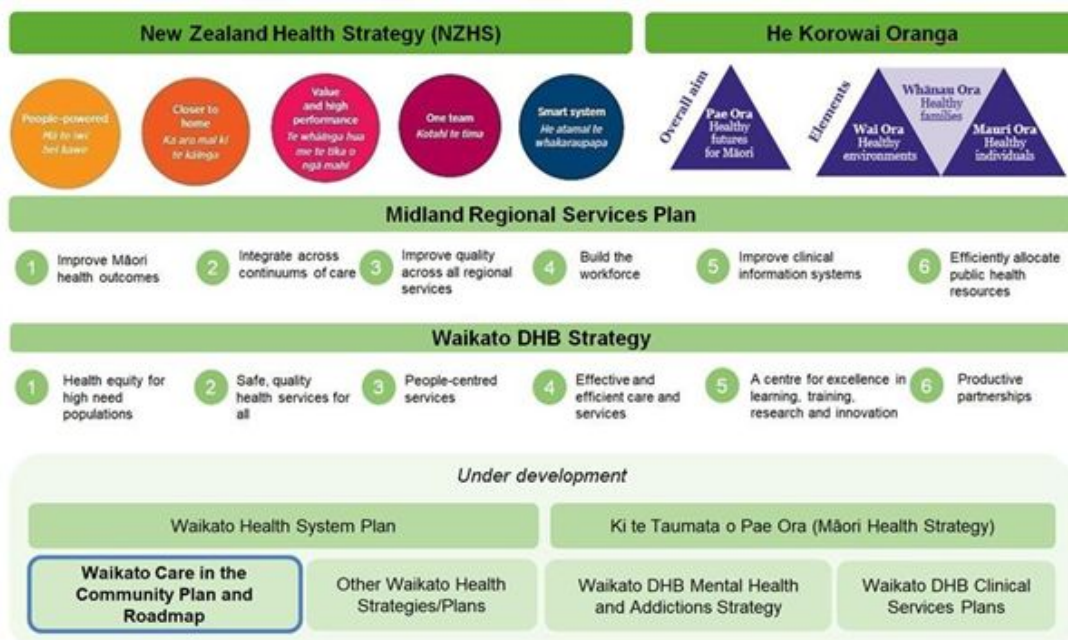 New Zealand Health Strategy (NZHS)
He Korowai Oranga
People-powered
Mā te iwi
hei kawe
Closer to
home
Ka aro mai ki
te kāinga
Value
and high
performance
Te whāinga hua
me te tika o
ngā mahi
One team
Kotahi te tima
Smart system
He atamai te
whakaraupapa
Overall aim
Pae Ora
Healthy
futures
for Māori
Elements
Wai Ora
Healthy
environments
Whānau Ora
Healthy
families
Mauri Ora
Healthy
individuals
Midland Regional Services Plan
1
Improve Māori
health outcomes
2
Integrate across
continuums of care
3
Improve quality
across all regional
services
4
Build the
workforce
5
Improve clinical
information systems
6
Efficiently allocate
public health
resources
Waikato DHB Strategy
1
Health equity for
high need
populations
2
Safe, quality
health services for
all
3
People-centred
services
4
Effective and
efficient care and
services
5
A centre for excellence in
learning, training,
research and innovation
6
Productive
partnerships
Under development
Waikato Health System Plan
Ki te Taumata o Pae Ora (Māori Health Strategy)
Waikato Care in the
Community Plan and
Roadmap
Other Waikato Health
Strategies/Plans
Waikato DHB Mental Health
and Addictions Strategy
Waikato DHB Clinical
Services Plans